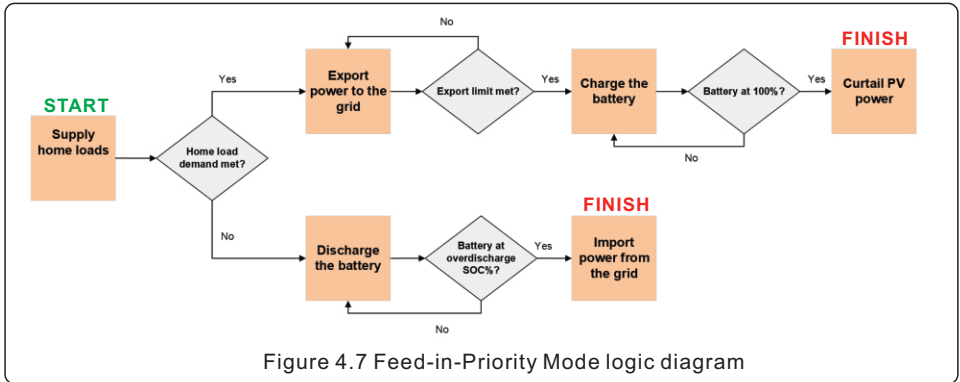 START
Supply
home loads
Home load
demand met?
Yes
No
Export
power to the
grid
No
Export limit met?
Yes
Charge the
battery
Battery at 100%?
No
Yes
FINISH
Curtail PV
power
Discharge
the battery
Battery at
overdischarge
SOC%?
No
Yes
FINISH
Import
power from
the grid
Figure 4.7 Feed-in-Priority Mode logic diagram